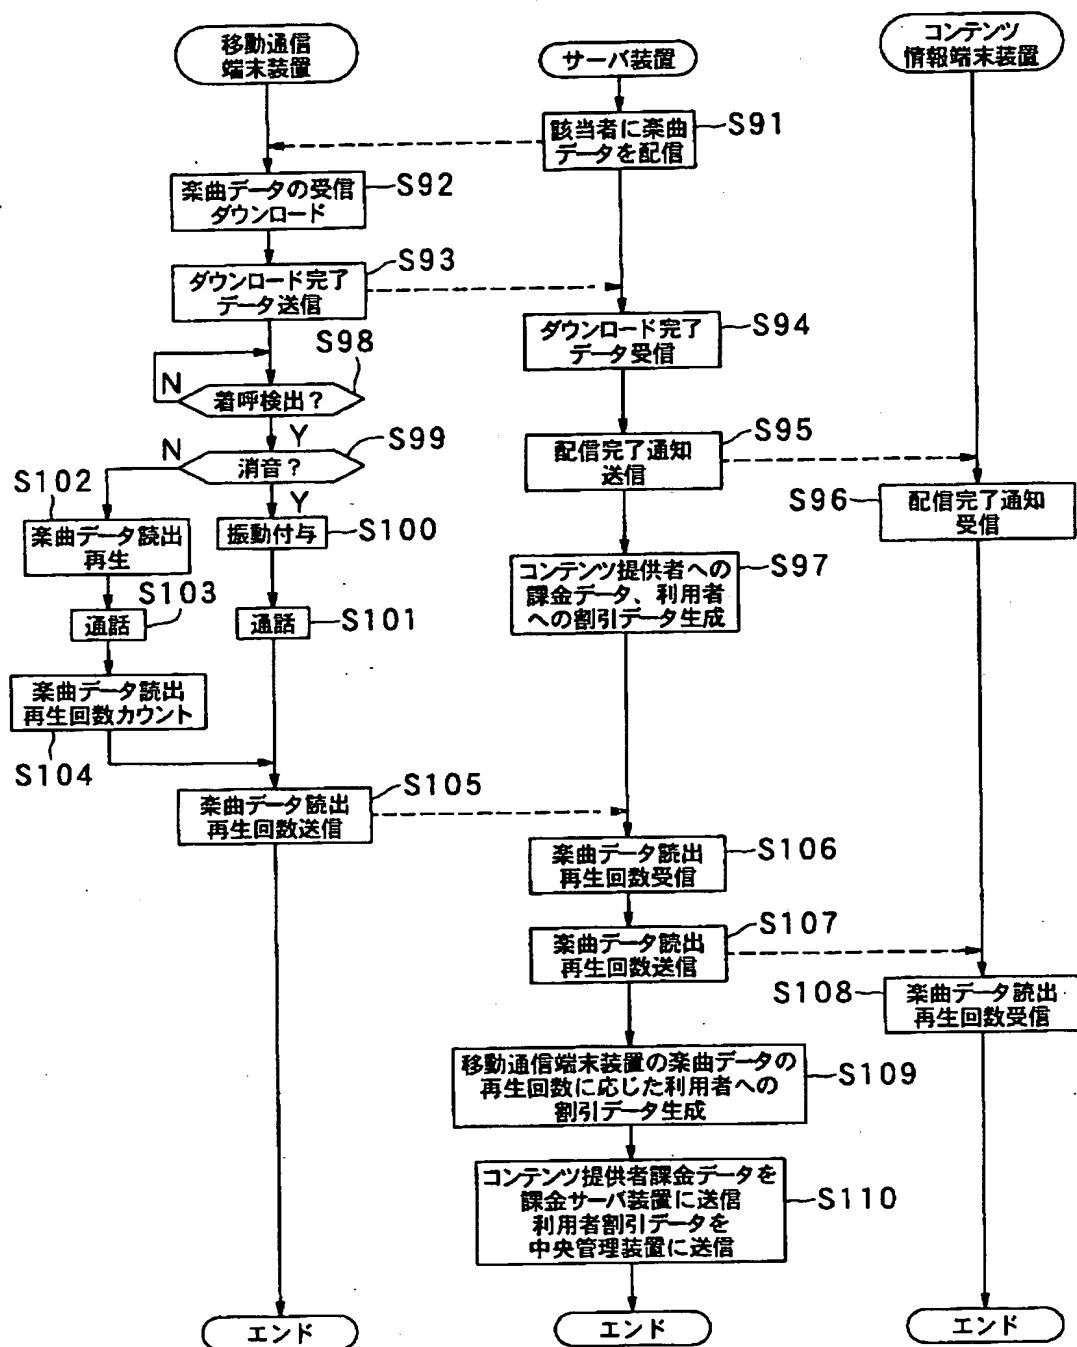 移動通信
端末装置
サーバ装置
コンテンツ
情報端末装置
該当者に楽曲
データを配信
S91
楽曲データの受信
ダウンロード
S92
ダウンロード完了
データ送信
S93
ダウンロード完了
データ受信
S94
着呼検出?
S98
N
Y
消音?
S99
N
Y
配信完了通知
送信
S95
配信完了通知
受信
S96
S102
楽曲データ読出
再生
振動付与
S100
コンテンツ提供者への
課金データ、利用者
への割引データ生成
S97
S103
通話
通話
S101
楽曲データ読出
再生回数カウント
S104
楽曲データ読出
再生回数送信
S105
楽曲データ読出
再生回数受信
S106
楽曲データ読出
再生回数送信
S107
S108
楽曲データ読出
再生回数受信
移動通信端末装置の楽曲データの
再生回数に応じた利用者への
割引データ生成
S109
コンテンツ提供者課金データを
課金サーバ装置に送信
利用者割引データを
中央管理装置に送信
S110
エンド
エンド
エンド